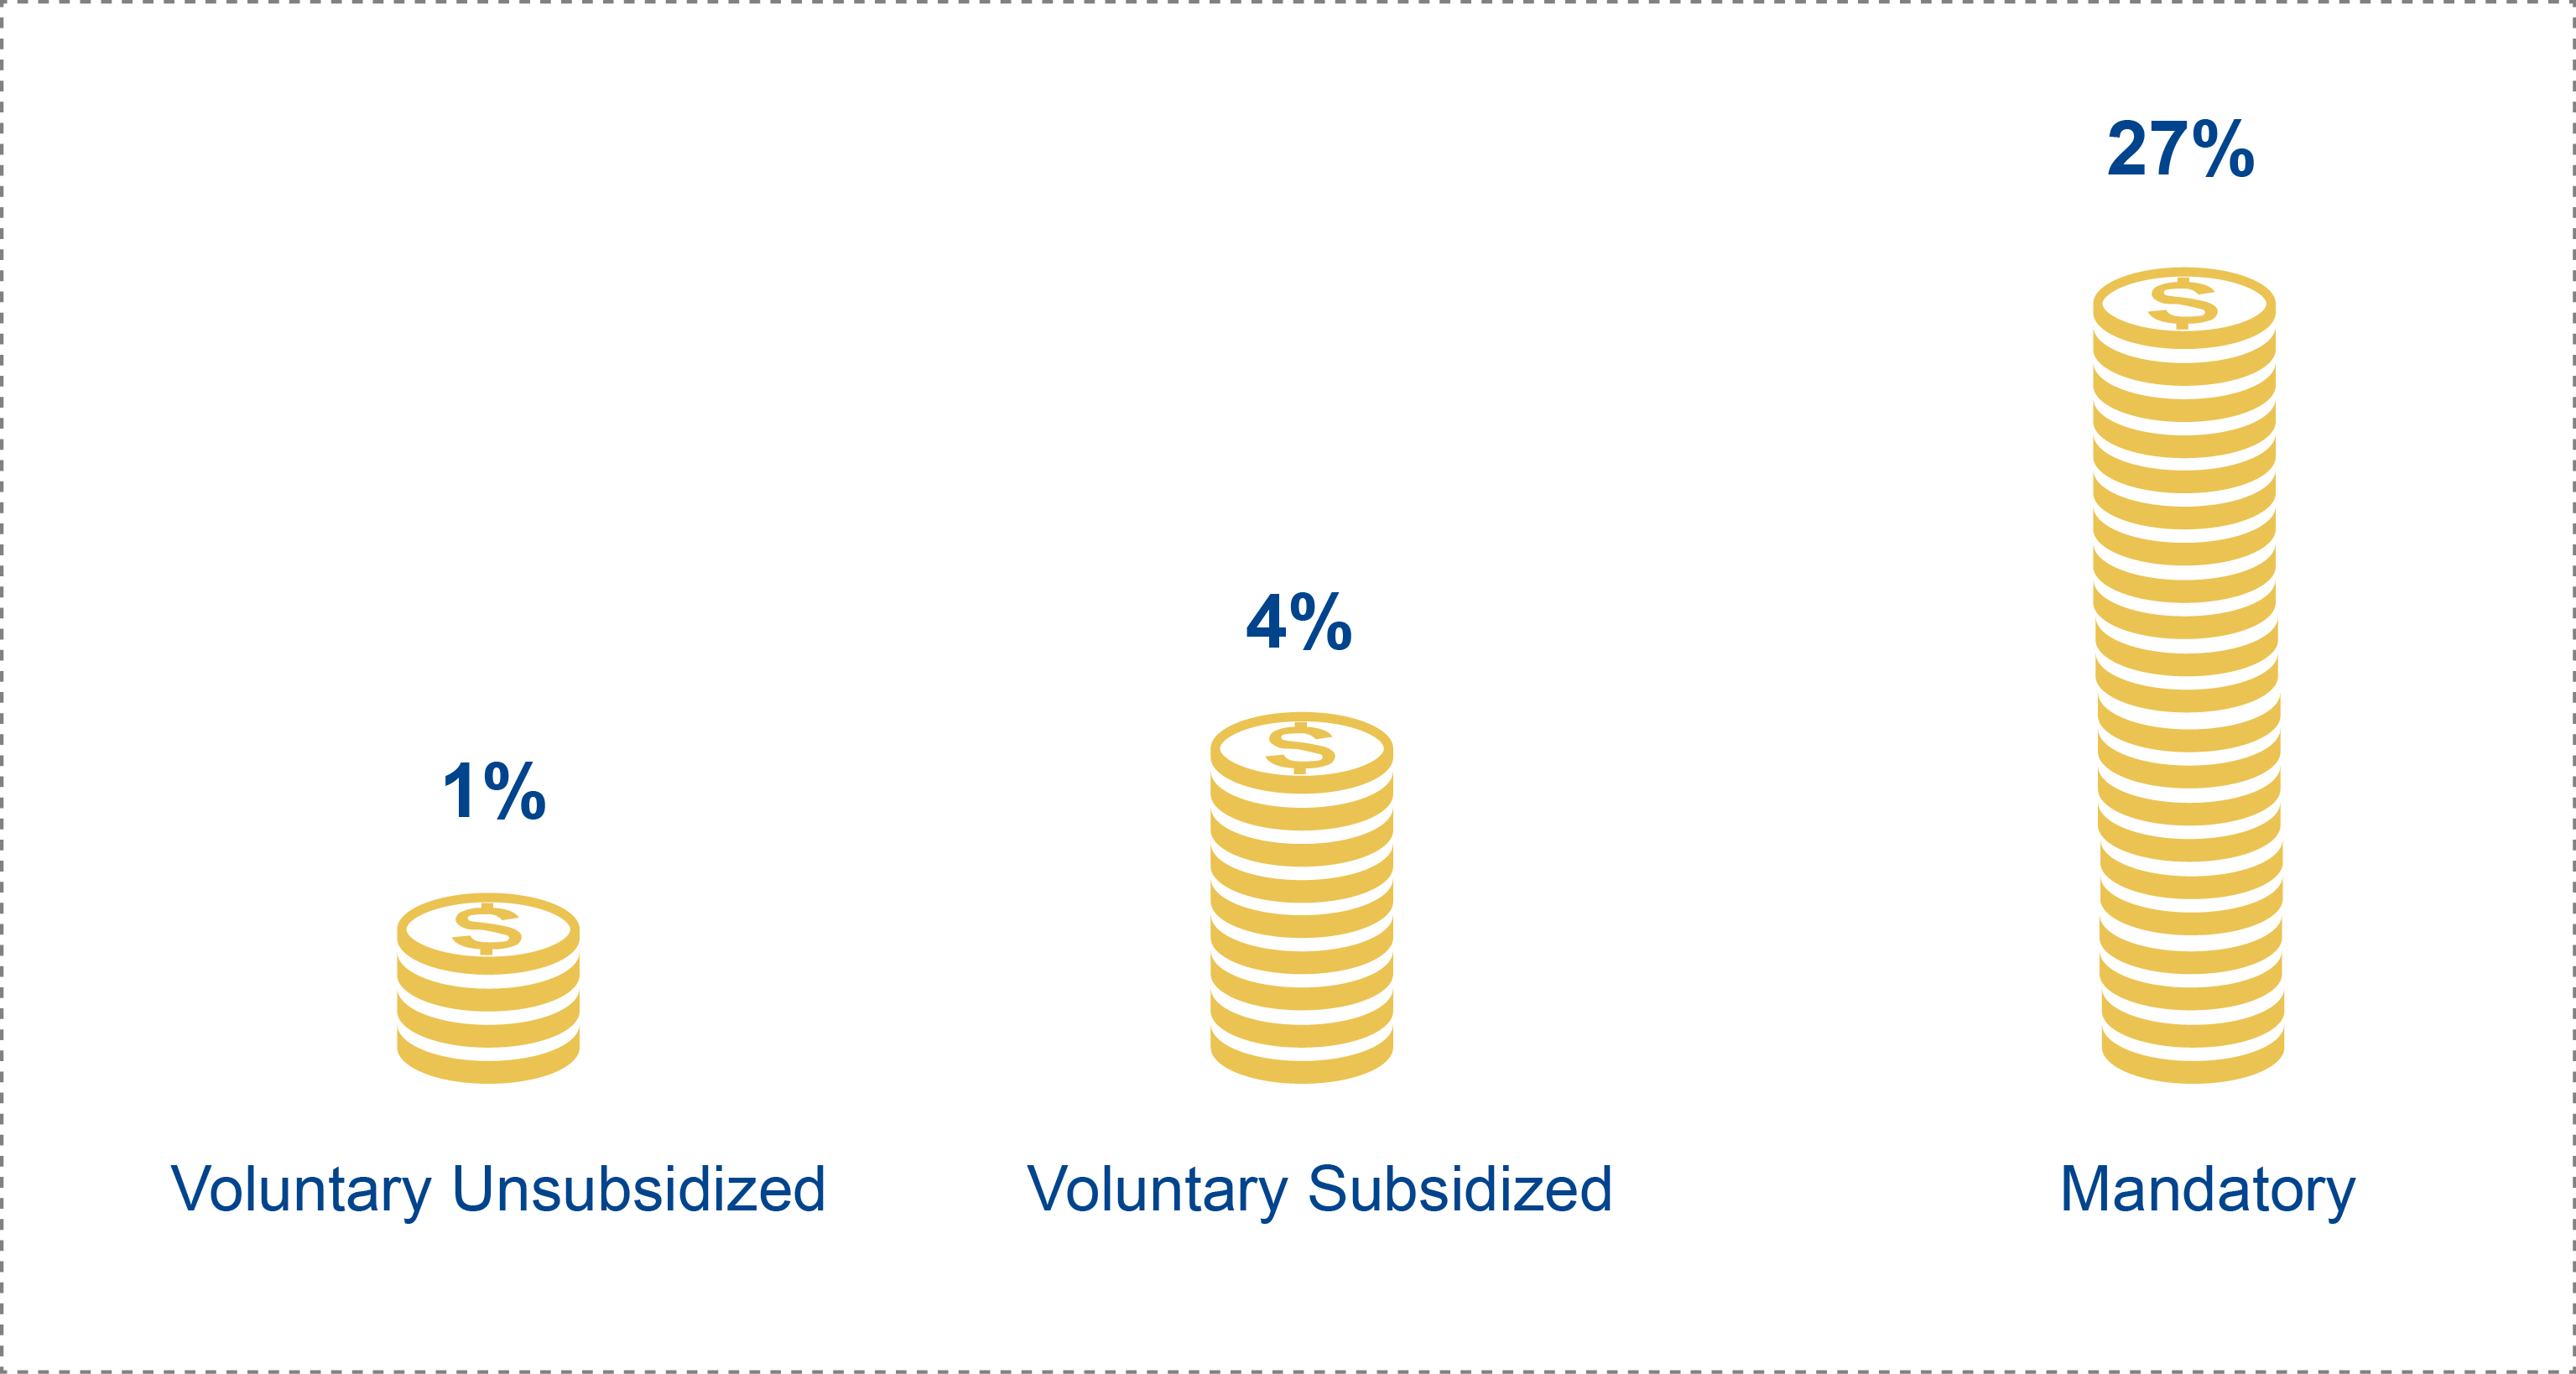 27%
4%
1%
$
$
$
Voluntary Unsubsidized
Voluntary Subsidized
Mandatory